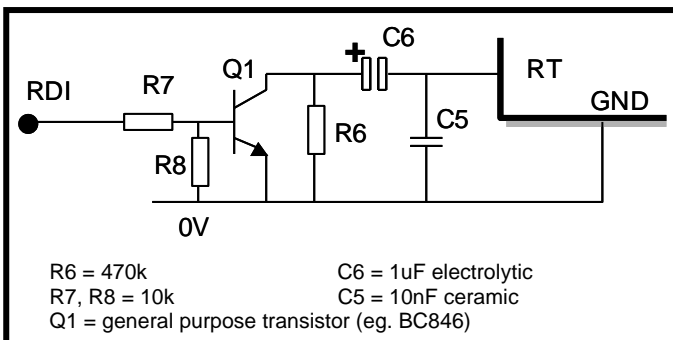 C6
+
Q1
RT
R7
RDI
GND
C5
R6
R8
0V
R6 = 470k
C6 = 1uF electrolytic
R7, R8 = 10k
C5 = 10nF ceramic
Q1 = general purpose transistor (eg. BC846)